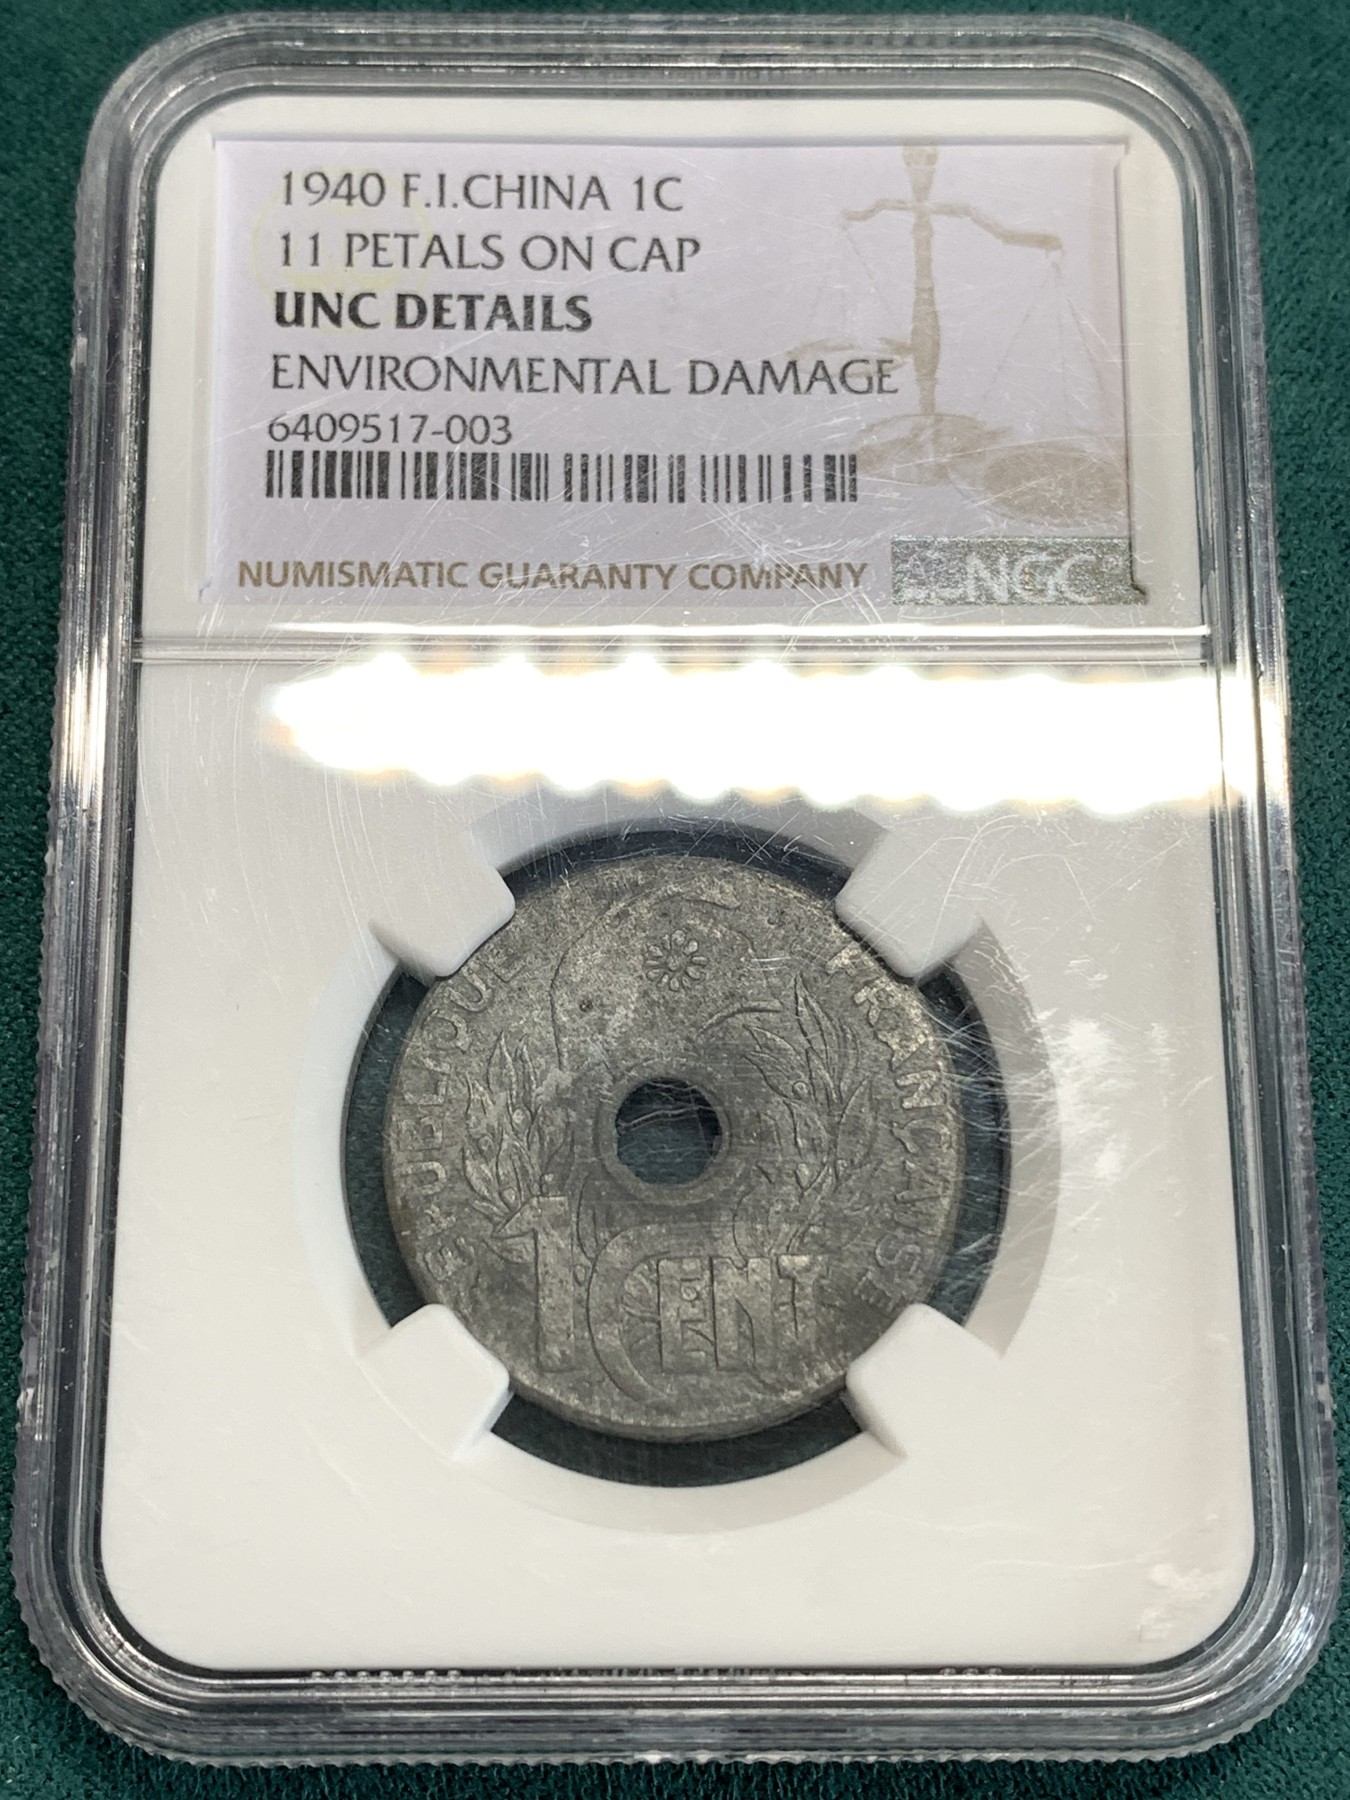 1940 F.I.CHINA 1C
11 PETALS ON CAP
UNC DETAILS
ENVIRONMENTAL DAMAGE
6409517-003
NUMISMATIC GUARANTY COMPANY
NGC
REPUBLIQUE FRANÇAISE
1 CENT